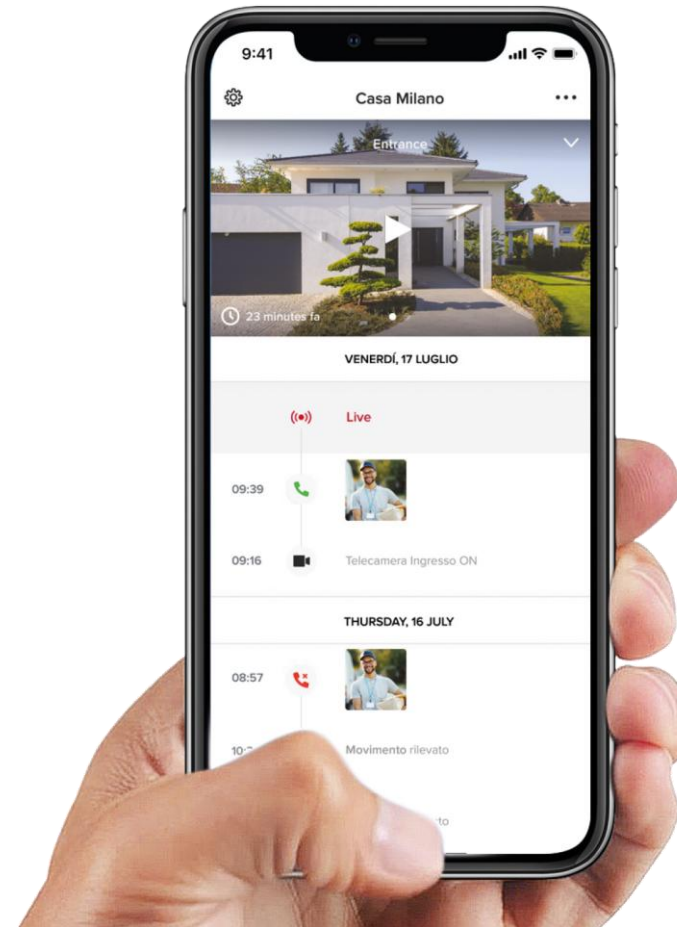 9:41
Casa Milano
Entrance
23 minutes fa
VENERDÍ, 17 LUGLIO
Live
09:39
09:16 Telecamera Ingresso ON
THURSDAY, 16 JULY
08:57
Movimento rilevato